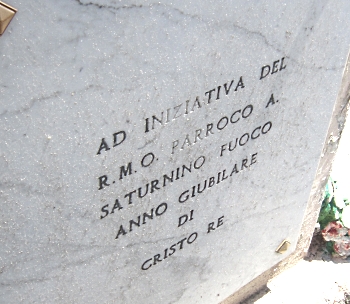 AD INIZIATIVA DEL
R.M.O. PARROCO A.
SATURNINO FUOCO
ANNO GIUBILARE
DI
CRISTO RE